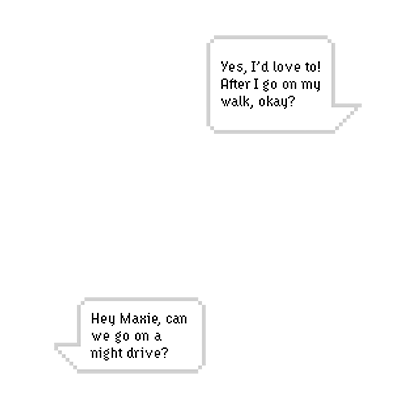 Yes, I'd love to!
After I go on my
walk, okay?
Hey Maxie, can
we go on a
night drive?